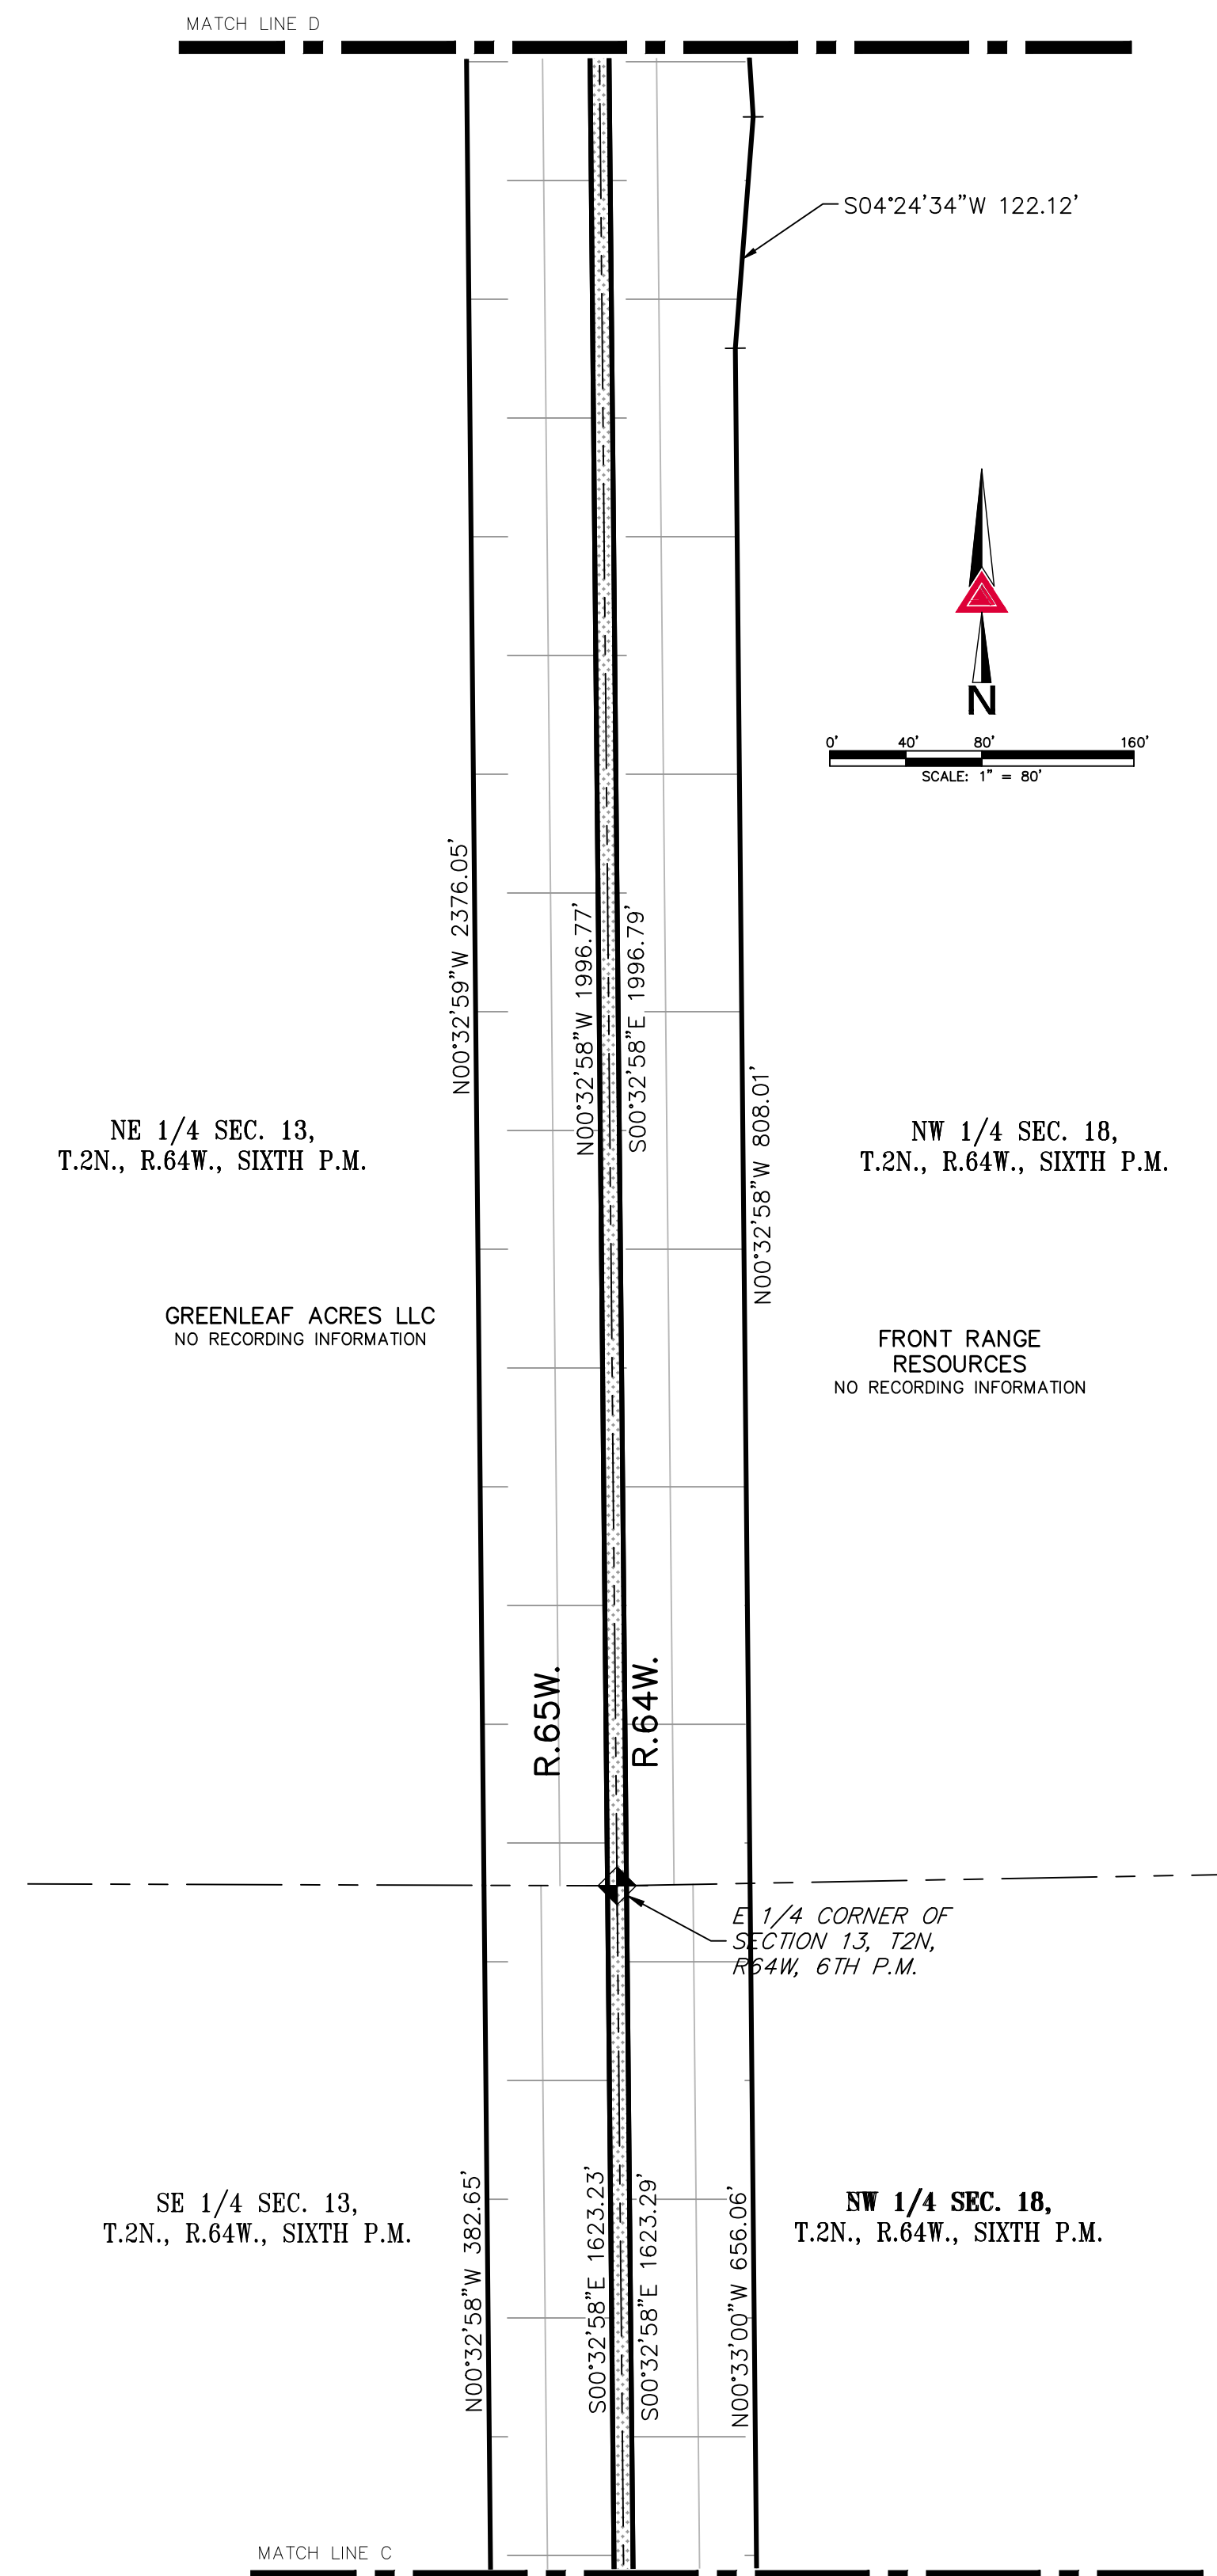 MATCH LINE D
S04°24'34"W 122.12'
N
0' 40' 80' 160'
SCALE: 1" = 80'
N00°32'59"W 2376.05'
N00°32'58"W 1996.77'
S00°32'58"E 1996.79'
N00°32'58"W 808.01'
NE 1/4 SEC. 13,
T.2N., R.64W., SIXTH P.M.
NW 1/4 SEC. 18,
T.2N., R.64W., SIXTH P.M.
GREENLEAF ACRES LLC
NO RECORDING INFORMATION
FRONT RANGE
RESOURCES
NO RECORDING INFORMATION
R.65W.
R.64W.
E 1/4 CORNER OF
SECTION 13, T2N,
R64W, 6TH P.M.
N00°32'58"W 382.65'
S00°32'58"E 1623.23'
S00°32'58"E 1623.29'
N00°33'00"W 656.06'
SE 1/4 SEC. 13,
T.2N., R.64W., SIXTH P.M.
1/4 SEC. 18,
T.2N., R.64W., SIXTH P.M.
MATCH LINE C